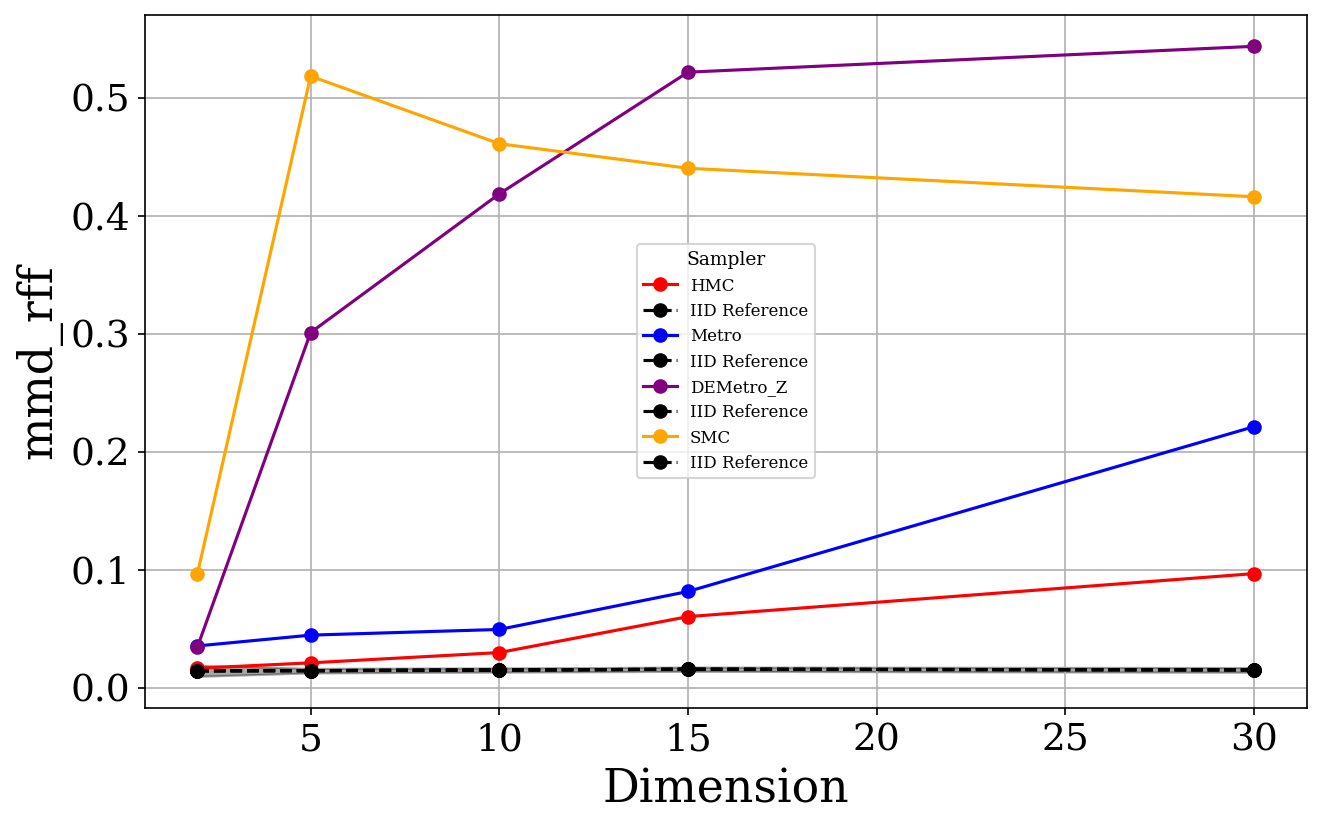 mmd_rff
0.5
0.4
0.3
0.2
0.1
0.0
Sampler
HMC
IID Reference
Metro
IID Reference
DEMetro_Z
IID Reference
SMC
IID Reference
5
10
15
20
25
30
Dimension